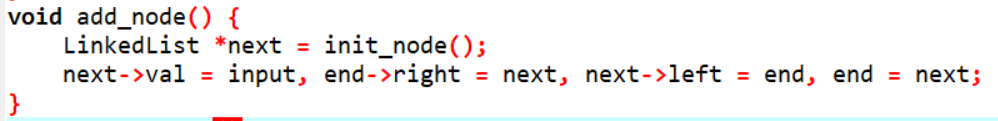 void add_node() {
    LinkedList *next = init_node();
    next->val = input, end->right = next, next->left = end, end = next;
}